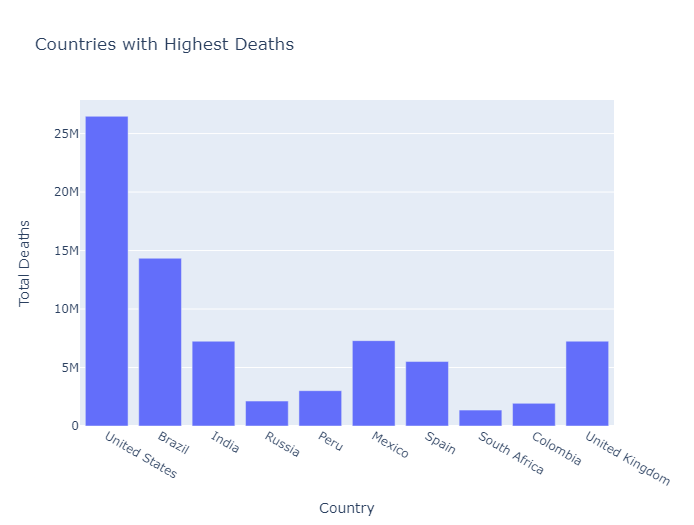 Countries with Highest Deaths
25M
20M
15M
10M
5M
0
Total Deaths
United States
Brazil
India
Russia
Peru
Mexico
Spain
South Africa
Colombia
United Kingdom
Country